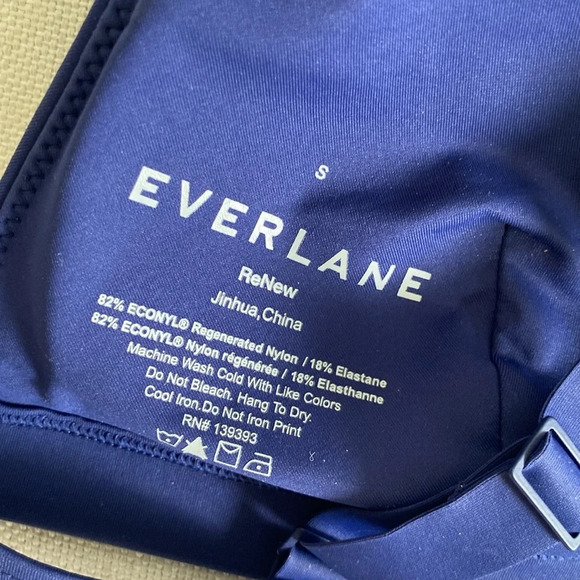 S
EVERLANE
ReNew
Jinhua,China
82% ECONYL® Regenerated Nylon / 18% Elastane
82% ECONYL® Nylon régénérée / 18% Elasthanne
Machine Wash Cold With Like Colors
Do Not Bleach. Hang To Dry.
Cool Iron.Do Not Iron Print
RN# 139393